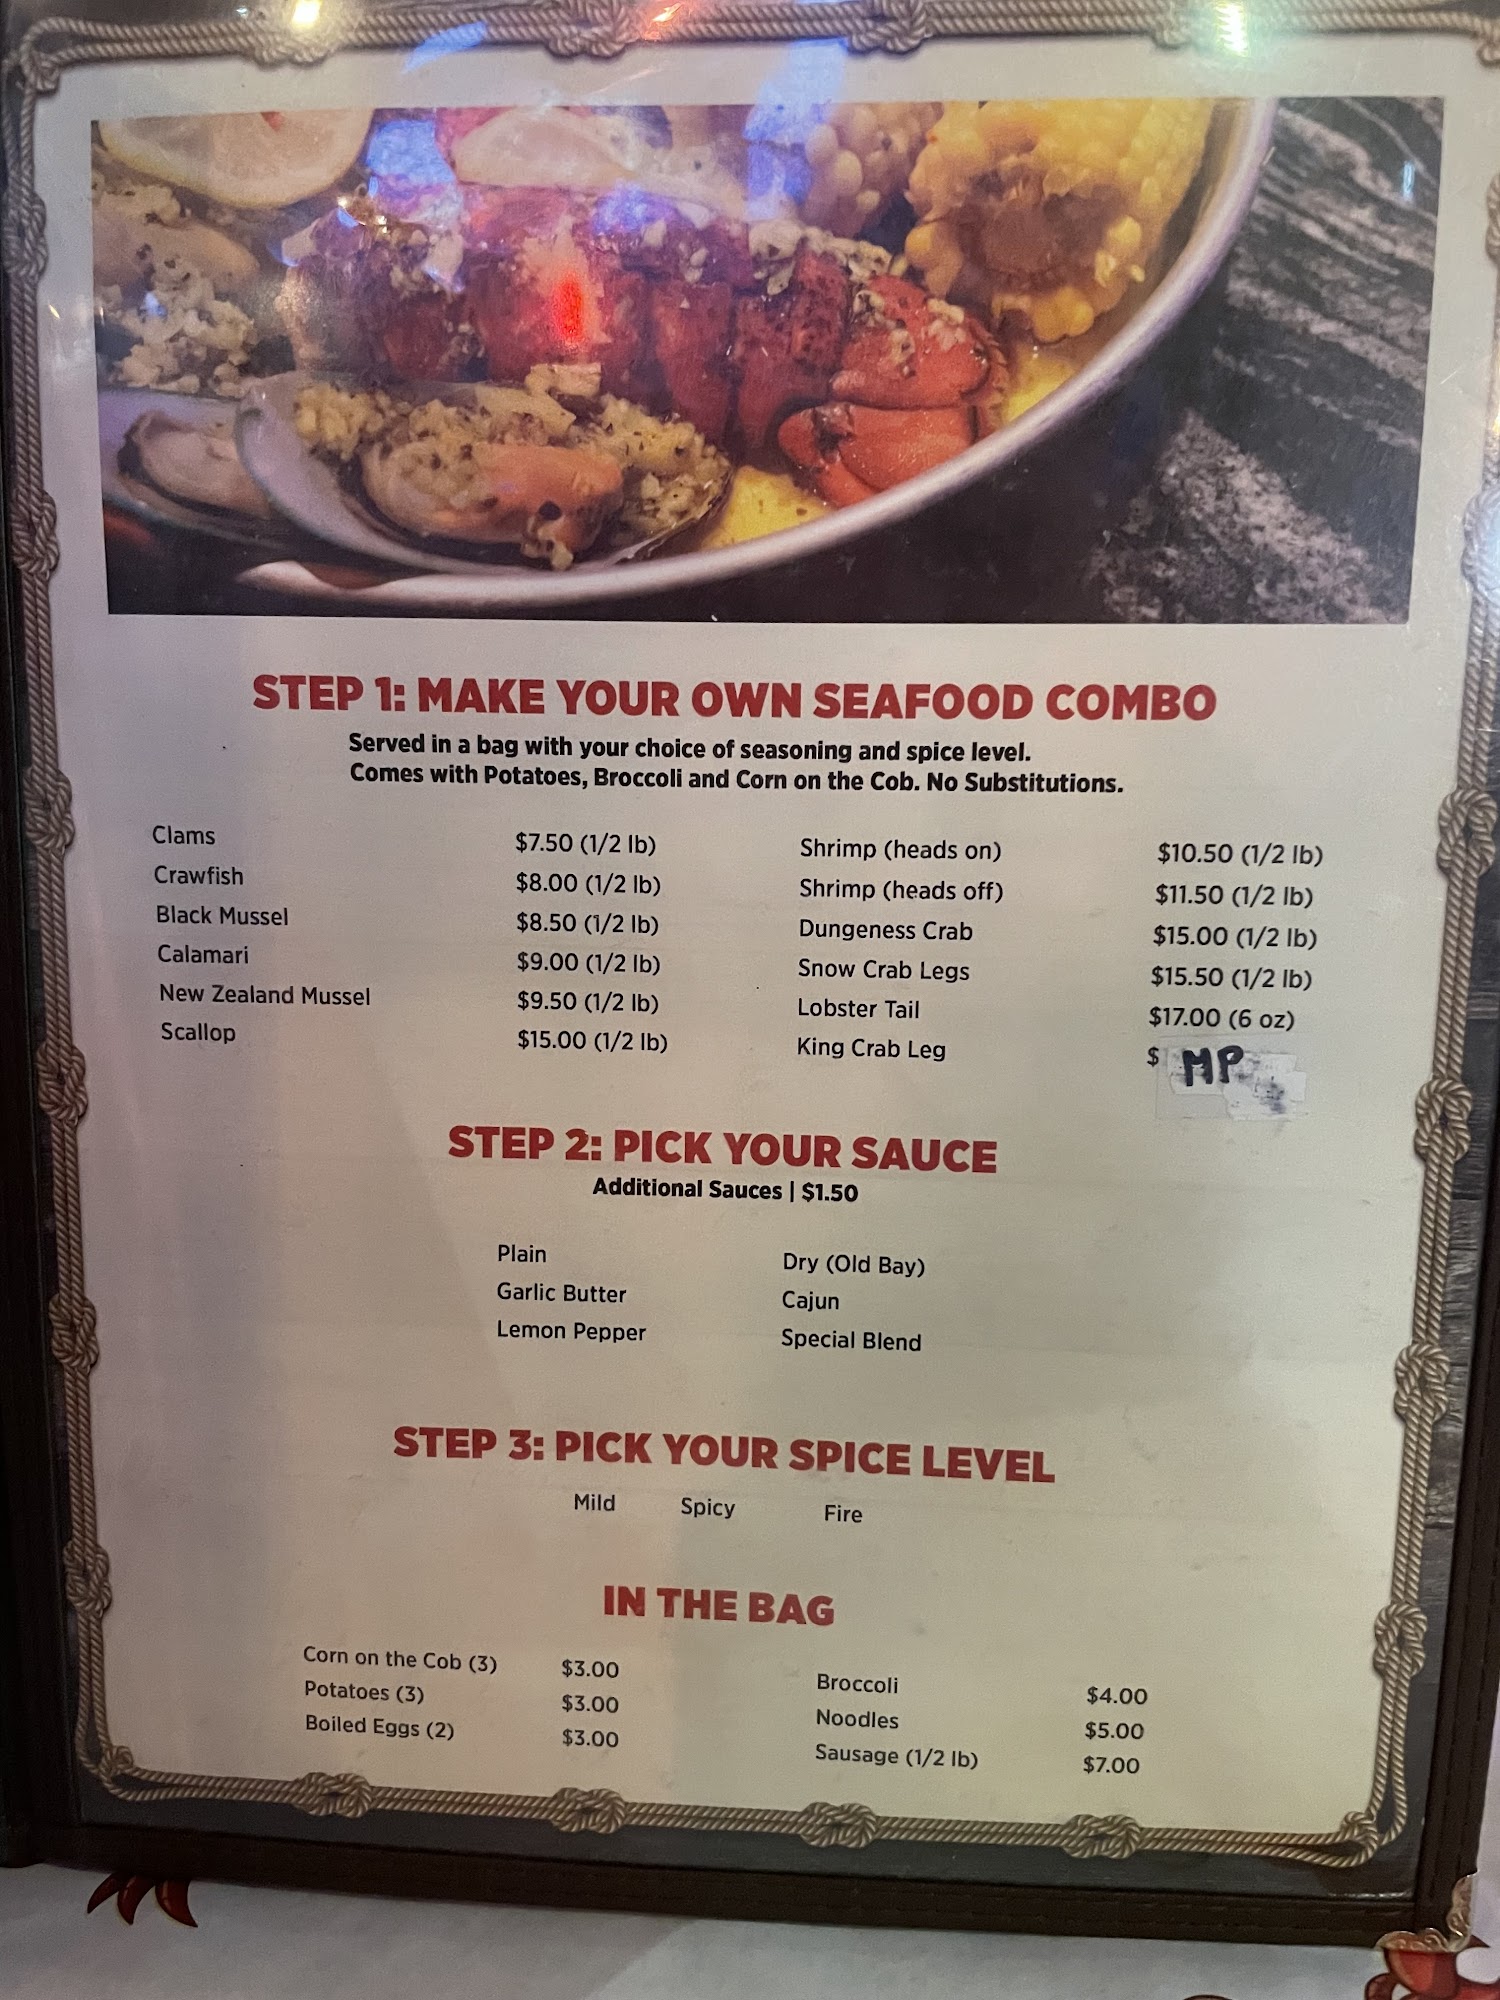 STEP 1: MAKE YOUR OWN SEAFOOD COMBO
Served in a bag with your choice of seasoning and spice level.
Comes with Potatoes, Broccoli and Corn on the Cob. No Substitutions.
Clams $7.50 (1/2 lb)
Crawfish $8.00 (1/2 lb)
Black Mussel $8.50 (1/2 lb)
Calamari $9.00 (1/2 lb)
New Zealand Mussel $9.50 (1/2 lb)
Scallop $15.00 (1/2 lb)
Shrimp (heads on) $10.50 (1/2 lb)
Shrimp (heads off) $11.50 (1/2 lb)
Dungeness Crab $15.00 (1/2 lb)
Snow Crab Legs $15.50 (1/2 lb)
Lobster Tail $17.00 (6 oz)
King Crab Leg $ MP
STEP 2: PICK YOUR SAUCE
Additional Sauces | $1.50
Plain
Garlic Butter
Lemon Pepper
Dry (Old Bay)
Cajun
Special Blend
STEP 3: PICK YOUR SPICE LEVEL
Mild Spicy Fire
IN THE BAG
Corn on the Cob (3) $3.00
Potatoes (3) $3.00
Boiled Eggs (2) $3.00
Broccoli $4.00
Noodles $5.00
Sausage (1/2 lb) $7.00